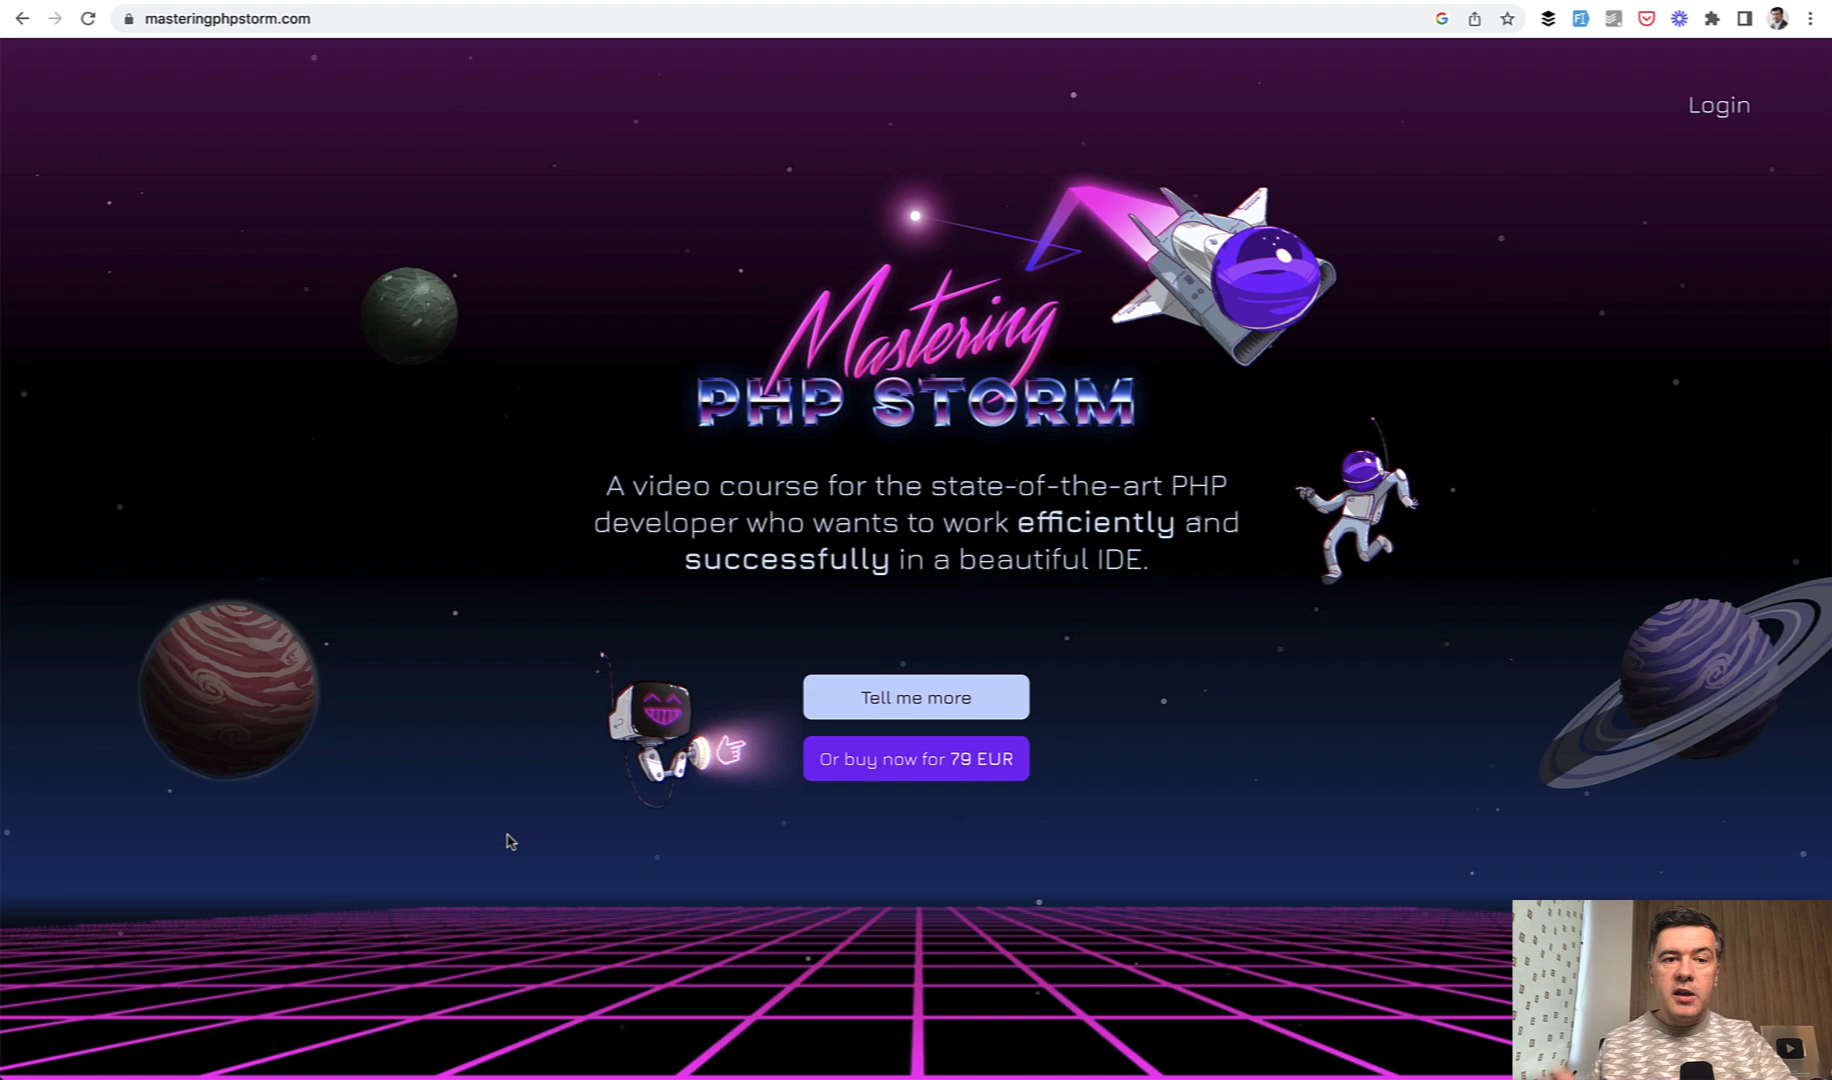 masteringphpstorm.com
Login
Mastering
PHP STORM
A video course for the state-of-the-art PHP
developer who wants to work efficiently and
successfully in a beautiful IDE.
Tell me more
Or buy now for 79 EUR